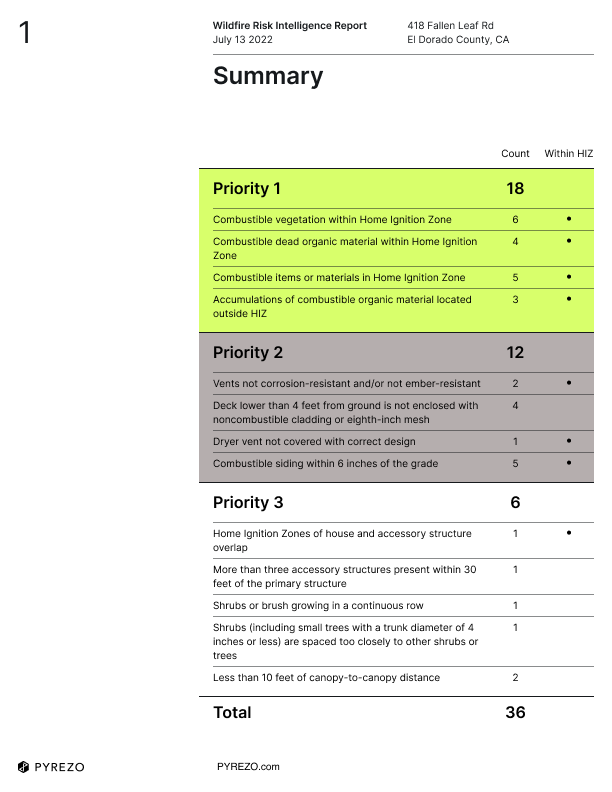 1
Wildfire Risk Intelligence Report
July 13 2022
418 Fallen Leaf Rd
El Dorado County, CA
Summary
Count Within HIZ
Priority 1 18
Combustible vegetation within Home Ignition Zone 6 •
Combustible dead organic material within Home Ignition 4 •
Zone
Combustible items or materials in Home Ignition Zone 5 •
Accumulations of combustible organic material located 3 •
outside HIZ
Priority 2 12
Vents not corrosion-resistant and/or not ember-resistant 2 •
Deck lower than 4 feet from ground is not enclosed with 4
noncombustible cladding or eighth-inch mesh
Dryer vent not covered with correct design 1 •
Combustible siding within 6 inches of the grade 5 •
Priority 3 6
Home Ignition Zones of house and accessory structure 1 •
overlap
More than three accessory structures present within 30 1
feet of the primary structure
Shrubs or brush growing in a continuous row 1
Shrubs (including small trees with a trunk diameter of 4 1
inches or less) are spaced too closely to other shrubs or
trees
Less than 10 feet of canopy-to-canopy distance 2
Total 36
PYREZO
PYREZO.com